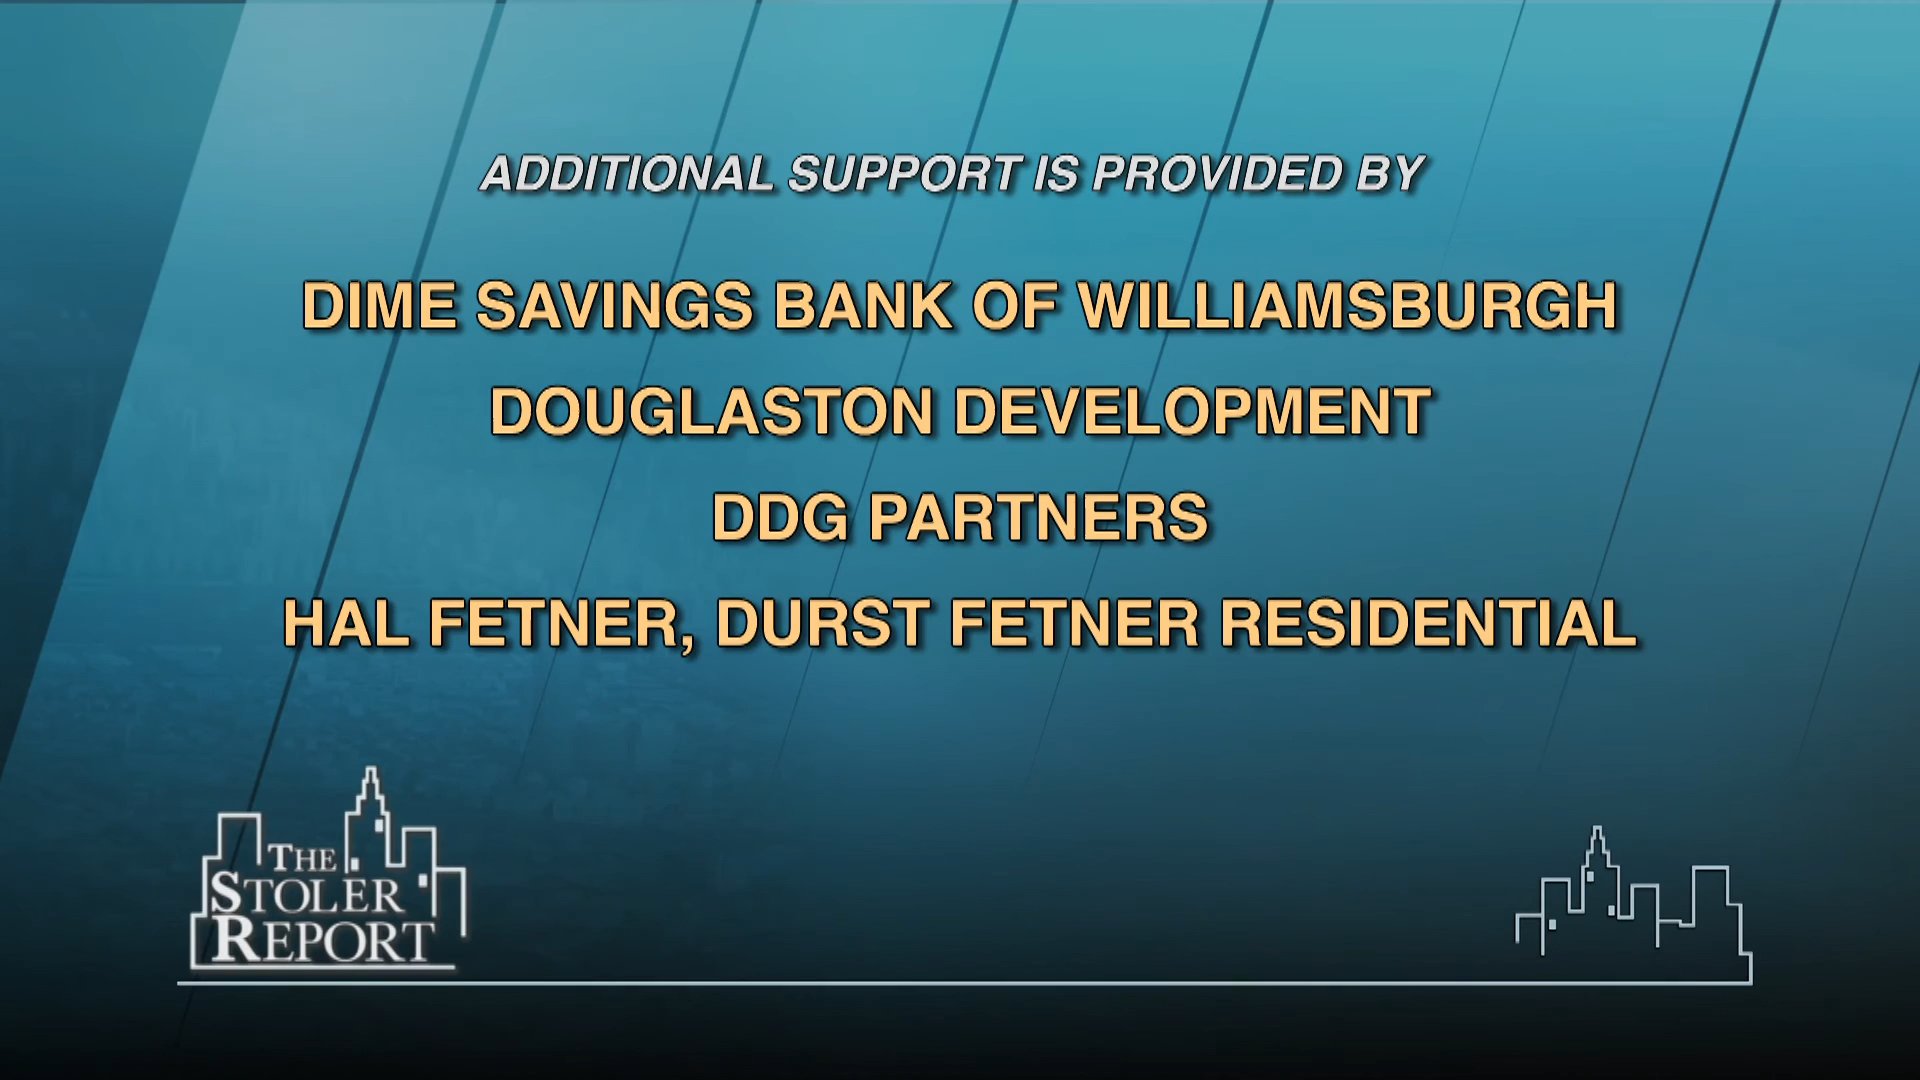 ADDITIONAL SUPPORT IS PROVIDED BY
DIME SAVINGS BANK OF WILLIAMSBURGH
DOUGLASTON DEVELOPMENT
DDG PARTNERS
HAL FETNER, DURST FETNER RESIDENTIAL
THE
STOLER
REPORT